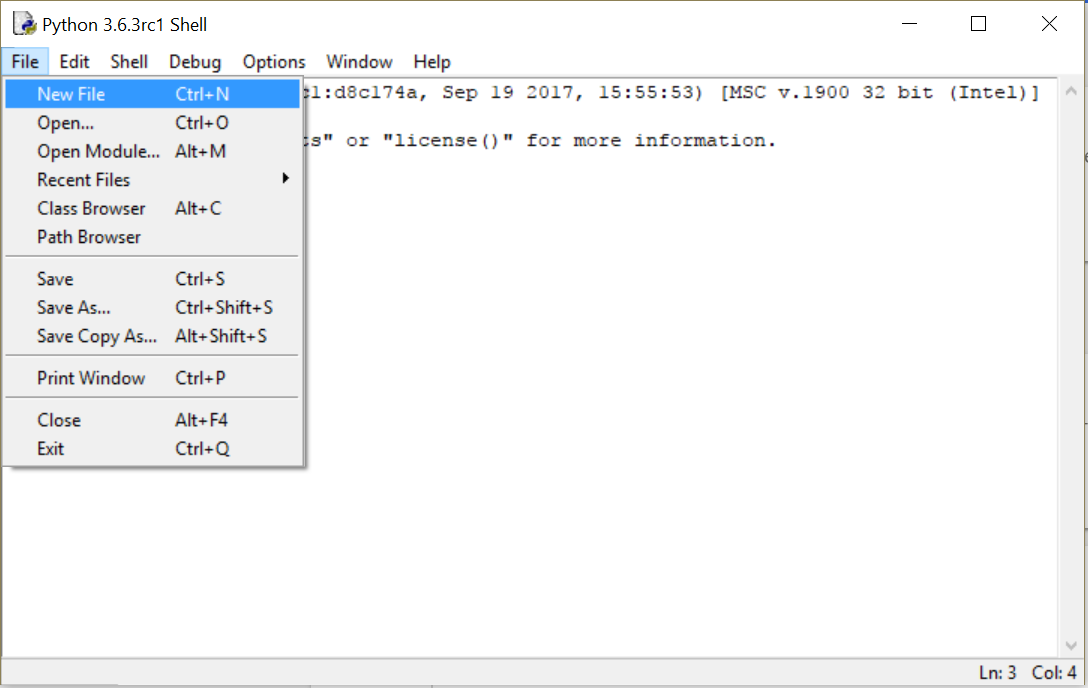 Python 3.6.3rc1 Shell
File Edit Shell Debug Options Window Help
New File Ctrl+N
Open... Ctrl+O
Open Module... Alt+M
Recent Files
Class Browser Alt+C
Path Browser
Save Ctrl+S
Save As... Ctrl+Shift+S
Save Copy As... Alt+Shift+S
Print Window Ctrl+P
Close Alt+F4
Exit Ctrl+Q
1:d8c174a, Sep 19 2017, 15:55:53) [MSC v.1900 32 bit (Intel)]
s" or "license()" for more information.
Ln: 3 Col: 4